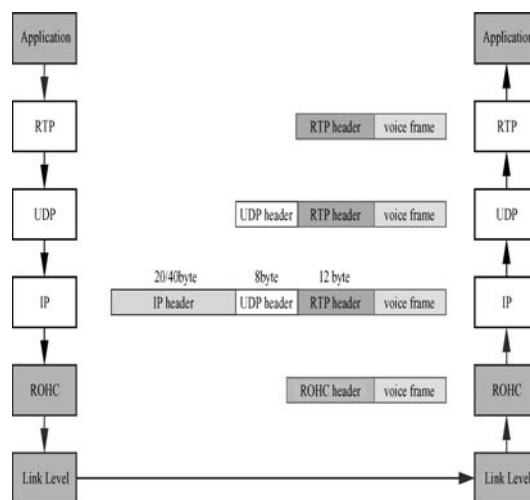 Application
Application
RTP
RTP header voice frame
RTP
UDP
UDP header RTP header voice frame
UDP
20/40byte 8byte 12 byte
IP
IP header UDP header RTP header voice frame
IP
ROHC
ROHC header voice frame
ROHC
Link Level
Link Level